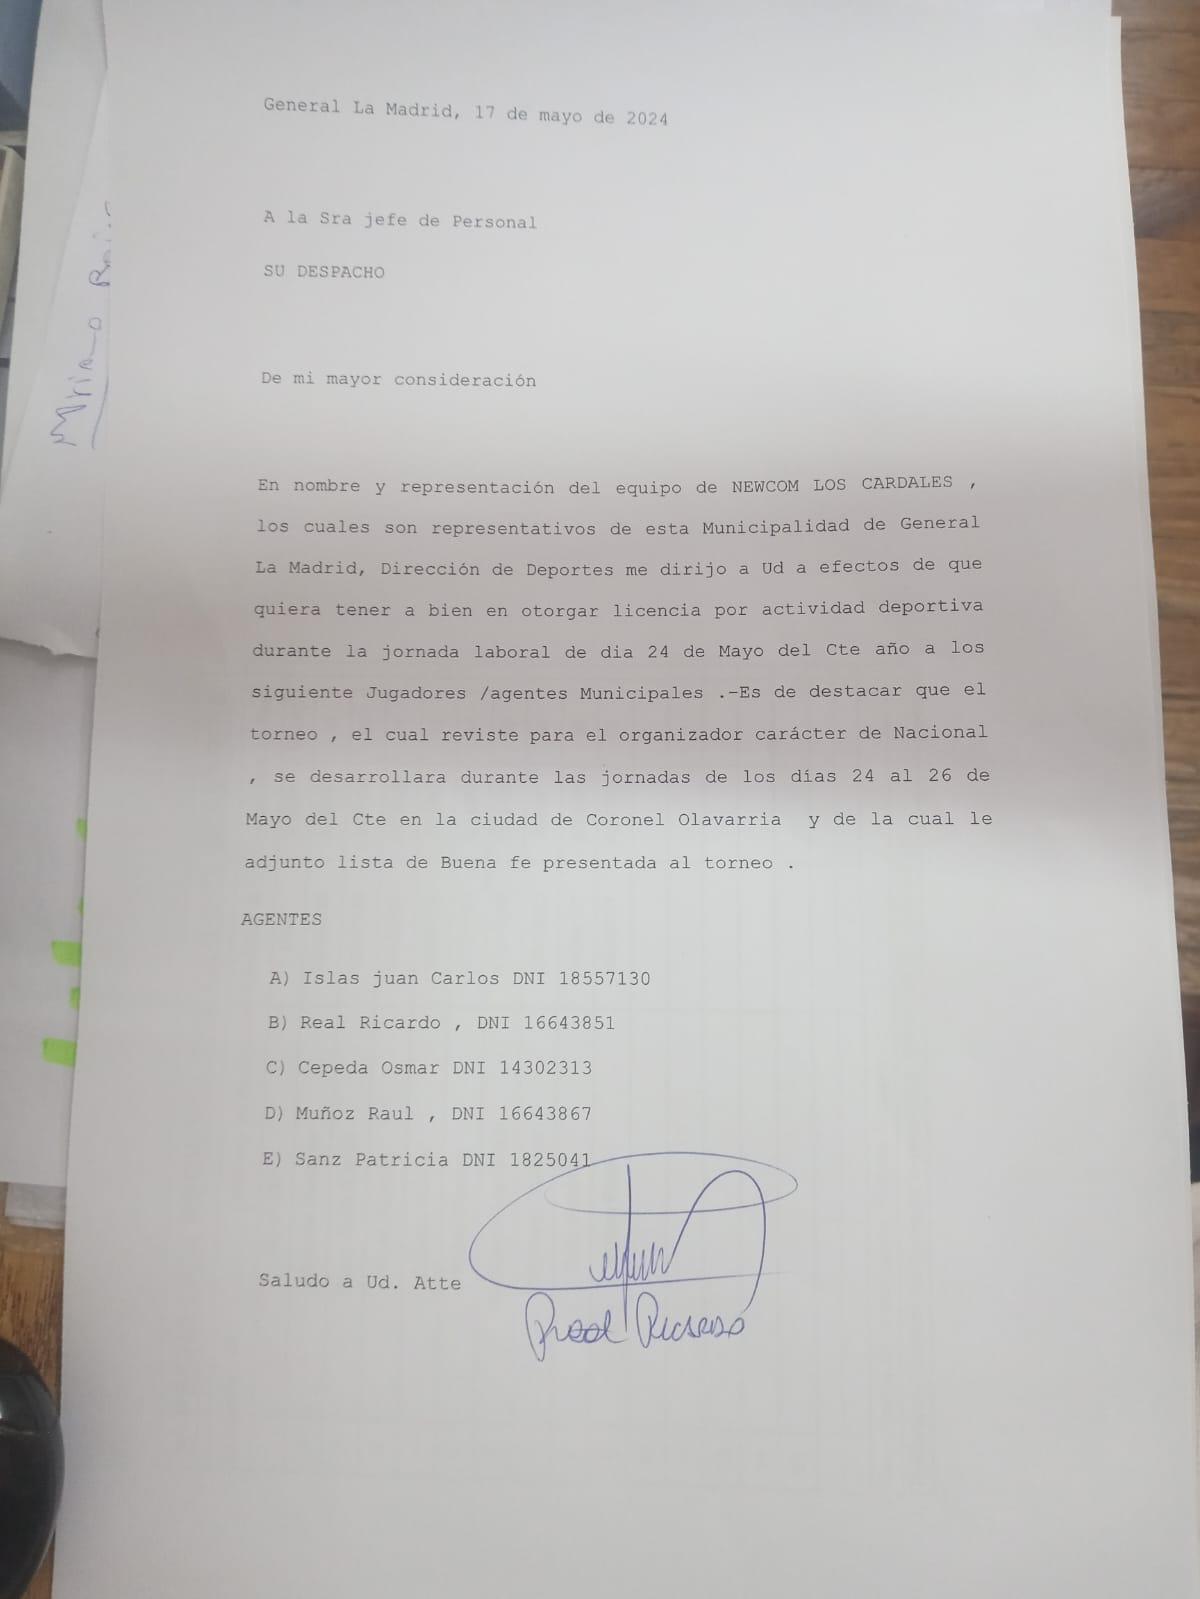 General La Madrid, 17 de mayo de 2024
A la Sra jefe de Personal
SU DESPACHO
De mi mayor consideración
En nombre y representación del equipo de NEWCOM LOS CARDALES ,
los cuales son representativos de esta Municipalidad de General
La Madrid, Dirección de Deportes me dirijo a Ud a efectos de que
quiera tener a bien en otorgar licencia por actividad deportiva
durante la jornada laboral de dia 24 de Mayo del Cte año a los
siguiente Jugadores /agentes Municipales .-Es de destacar que el
torneo , el cual reviste para el organizador carácter de Nacional
, se desarrollara durante las jornadas de los días 24 al 26 de
Mayo del Cte en la ciudad de Coronel Olavarria y de la cual le
adjunto lista de Buena fe presentada al torneo .
AGENTES
A) Islas juan Carlos DNI 18557130
B) Real Ricardo , DNI 16643851
C) Cepeda Osmar DNI 14302313
D) Muñoz Raul , DNI 16643867
E) Sanz Patricia DNI 1825041
Saludo a Ud. Atte
Real Ricardo